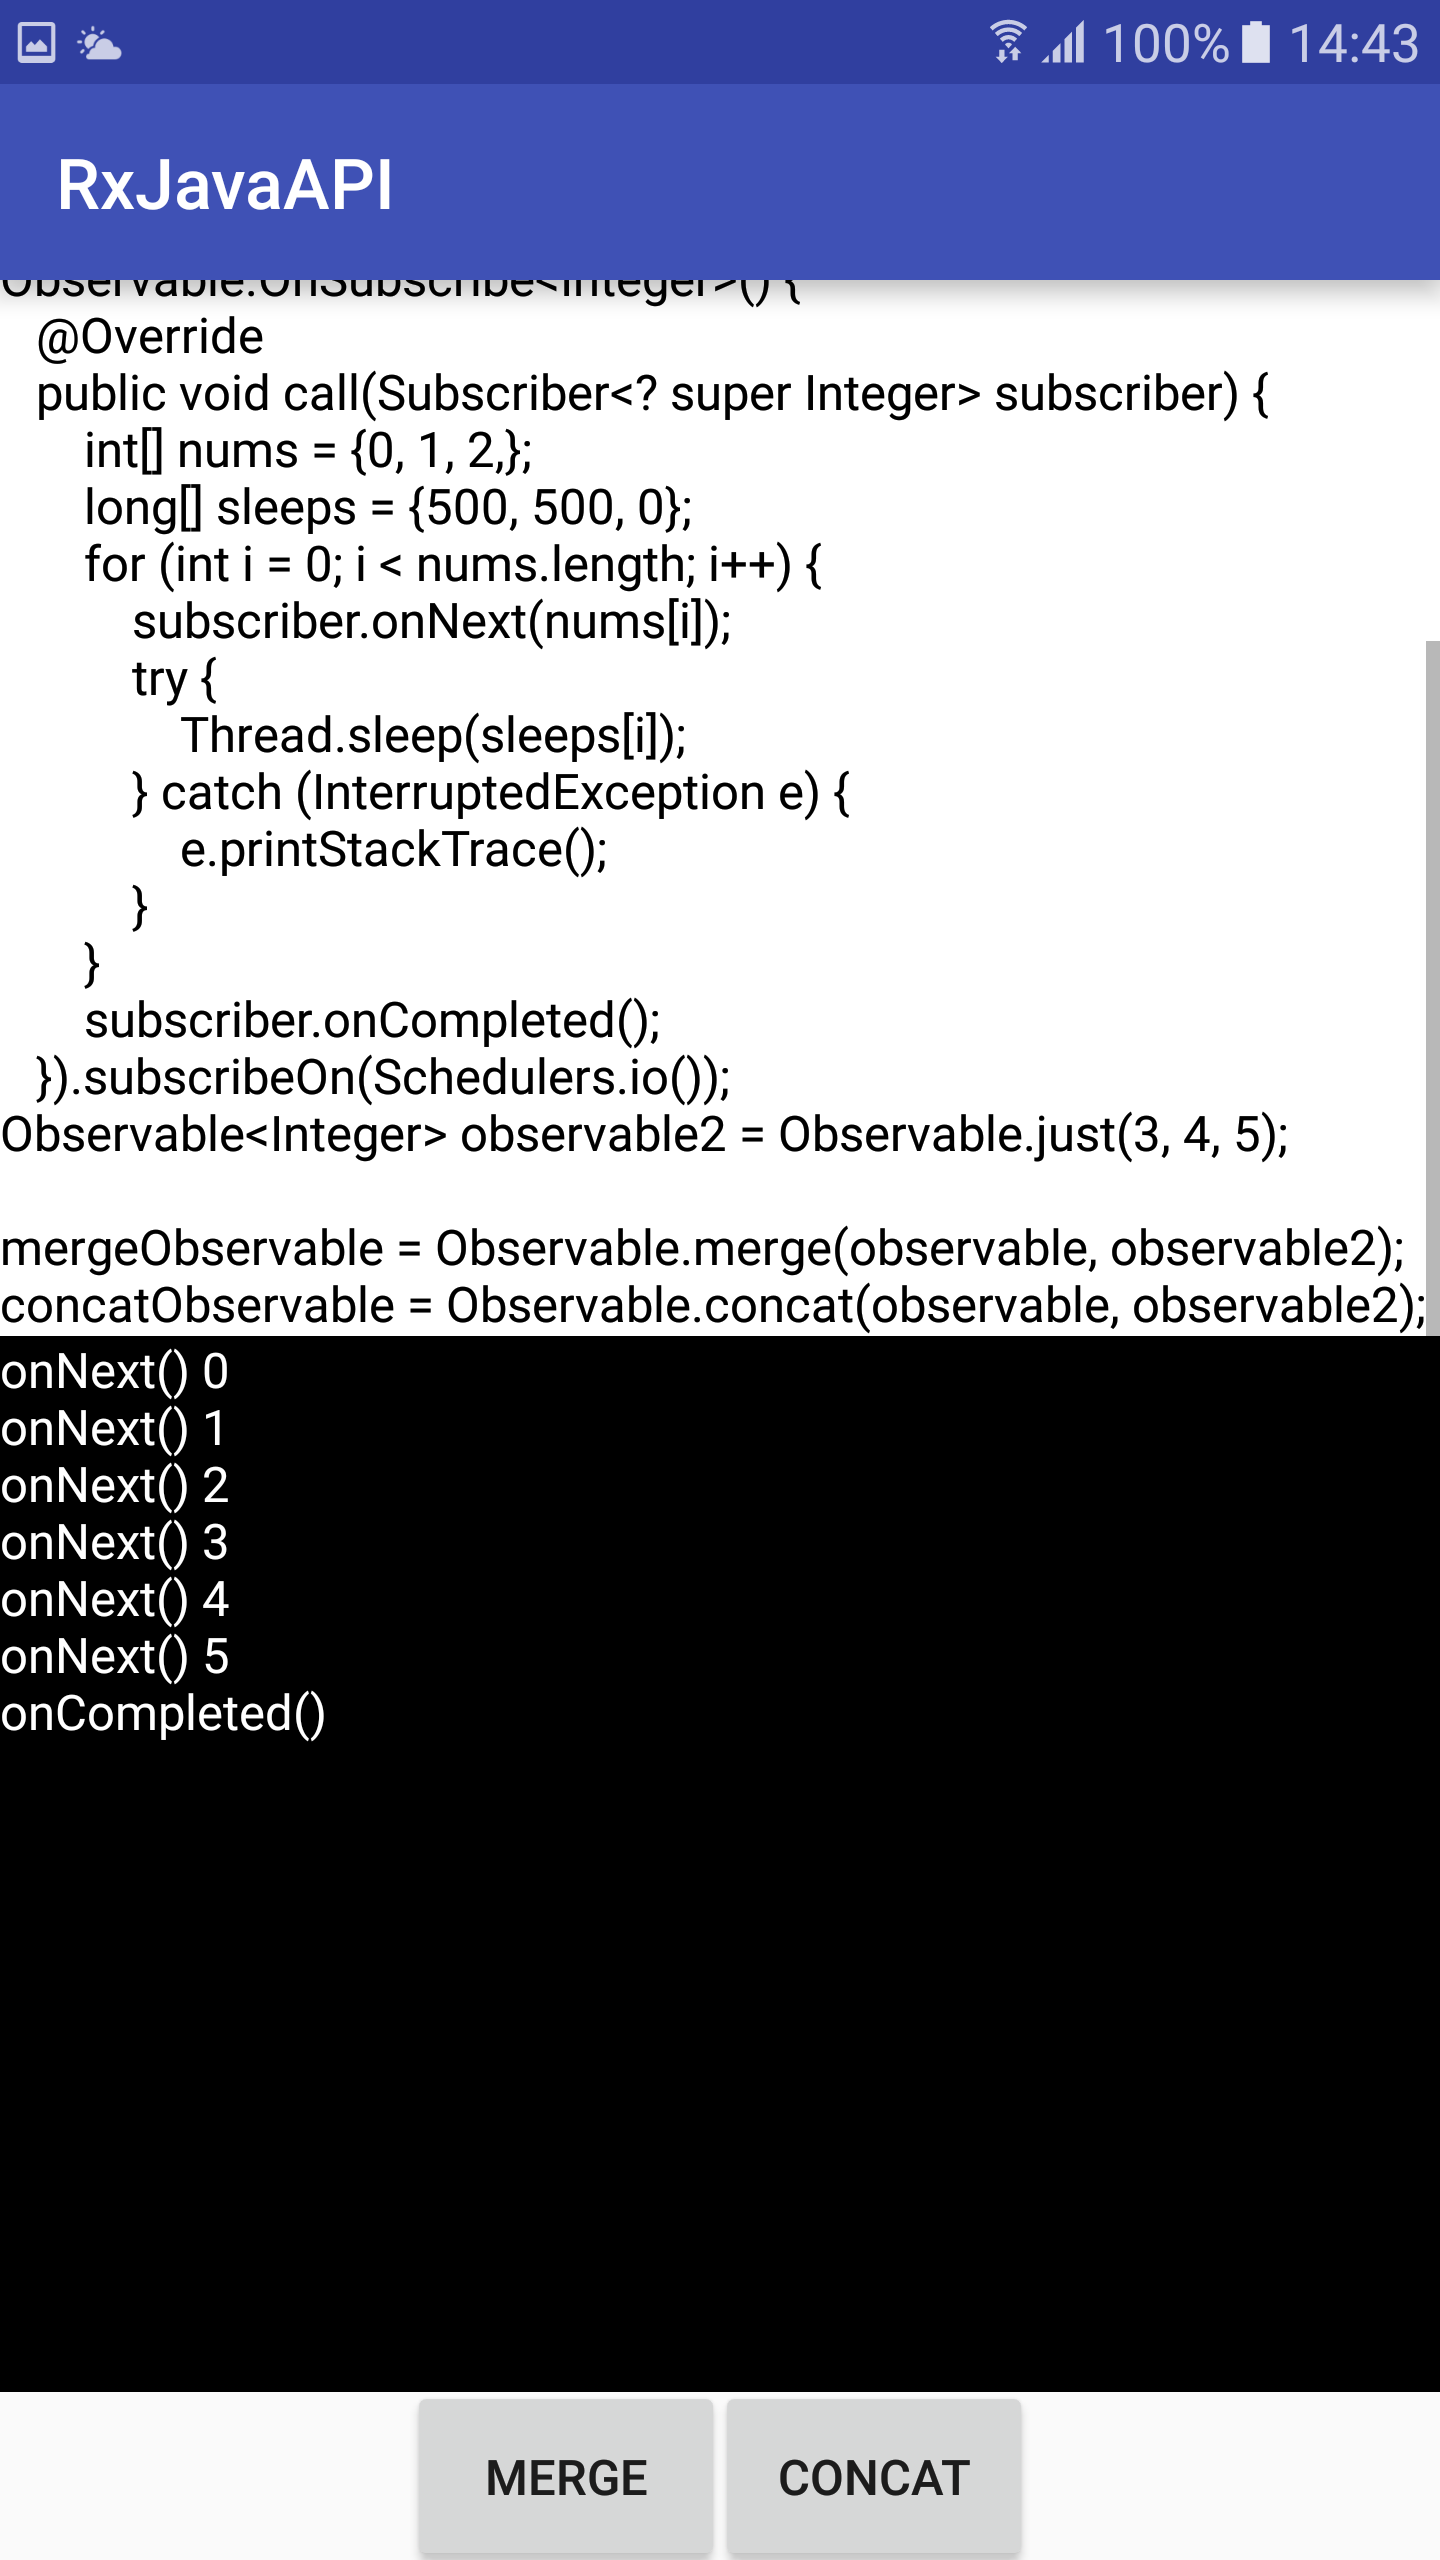 100% 14:43
RxJavaAPI
Observable.OnSubscribe<Integer>() {
@Override
public void call(Subscriber<? super Integer> subscriber) {
int[] nums = {0, 1, 2,};
long[] sleeps = {500, 500, 0};
for (int i = 0; i < nums.length; i++) {
subscriber.onNext(nums[i]);
try {
Thread.sleep(sleeps[i]);
} catch (InterruptedException e) {
e.printStackTrace();
}
}
subscriber.onCompleted();
}).subscribeOn(Schedulers.io());
Observable<Integer> observable2 = Observable.just(3, 4, 5);
mergeObservable = Observable.merge(observable, observable2);
concatObservable = Observable.concat(observable, observable2);
onNext() 0
onNext() 1
onNext() 2
onNext() 3
onNext() 4
onNext() 5
onCompleted()
MERGE CONCAT